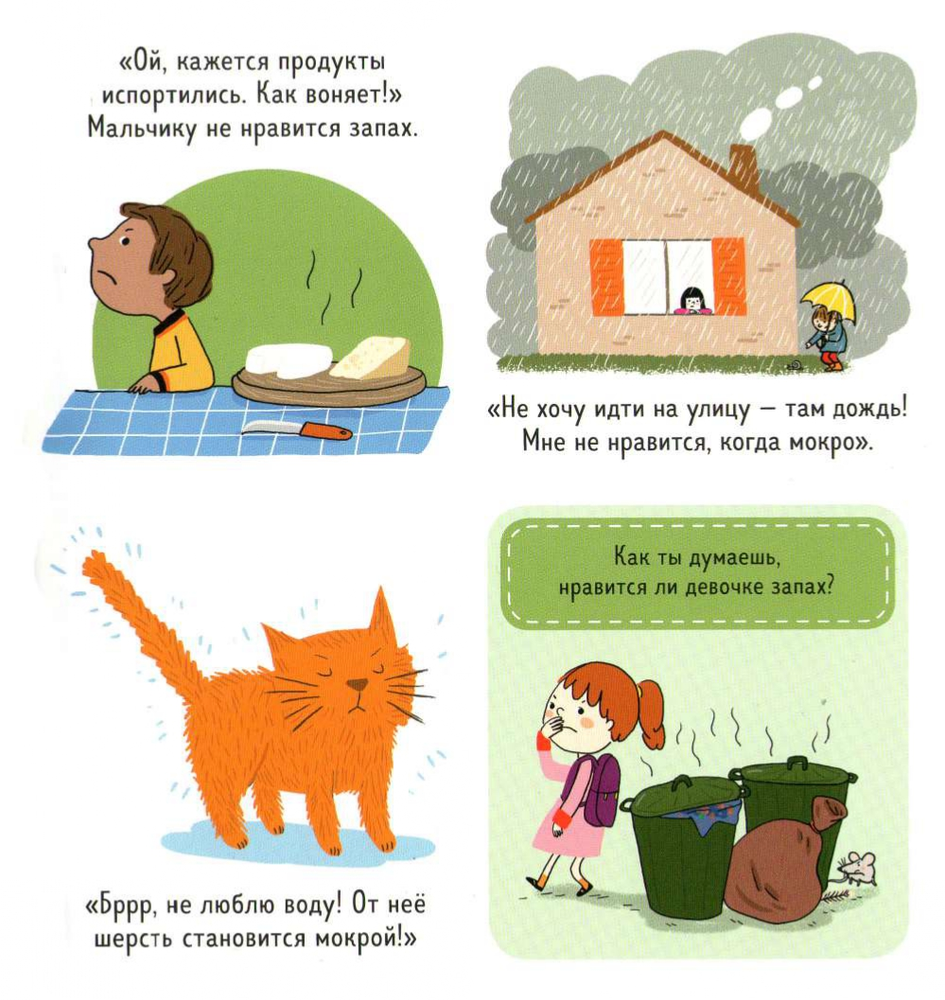 «Ой, кажется продукты
испортились. Как воняет!»
Мальчику не нравится запах.
«Не хочу идти на улицу – там дождь!
Мне не нравится, когда мокро».
«Бррр, не люблю воду! От неё
шерсть становится мокрой!»
Как ты думаешь,
нравится ли девочке запах?